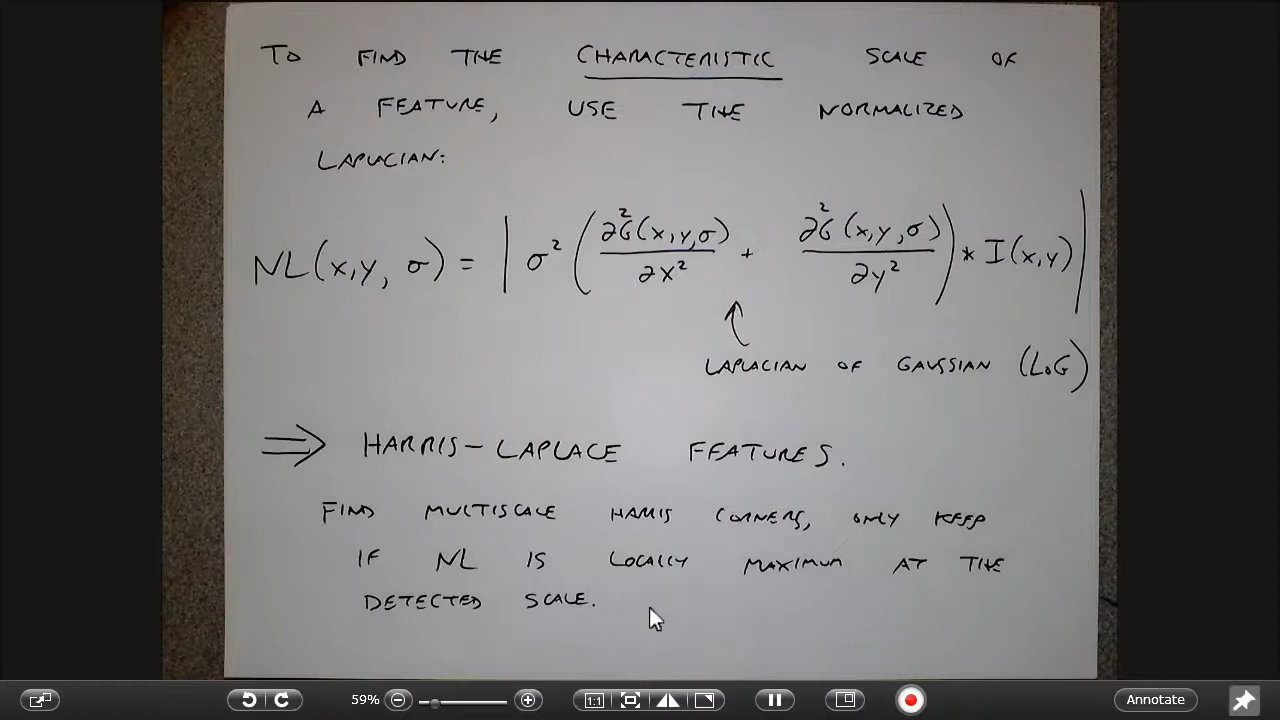 TO FIND THE CHARACTERISTIC SCALE OF
A FEATURE, USE THE NORMALIZED
LAPLACIAN:
NL(x,y, σ) = | σ² ( ∂²G(x,y,σ)/∂x² + ∂²G(x,y,σ)/∂y² ) * I(x,y) |
LAPLACIAN OF GAUSSIAN (LoG)
⇒ HARRIS-LAPLACE FEATURES.
FIND MULTISCALE HARRIS CORNERS, ONLY KEEP
IF NL IS LOCALLY MAXIMUM AT THE
DETECTED SCALE.
59%
1:1
Annotate